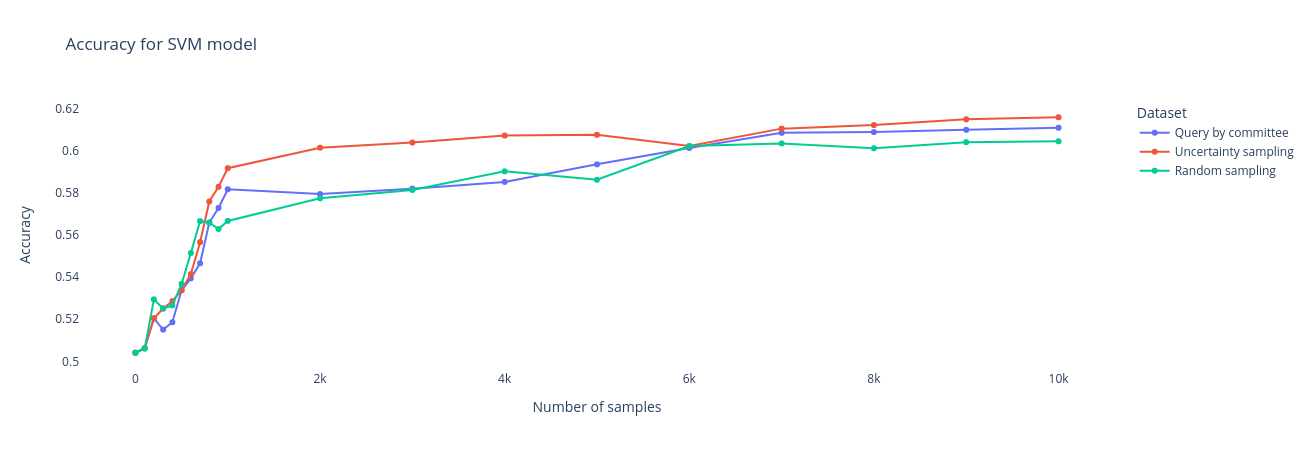 Accuracy for SVM model
0.62
0.6
0.58
0.56
0.54
0.52
0.5
Accuracy
0
2k
4k
6k
8k
10k
Number of samples
Dataset
Query by committee
Uncertainty sampling
Random sampling